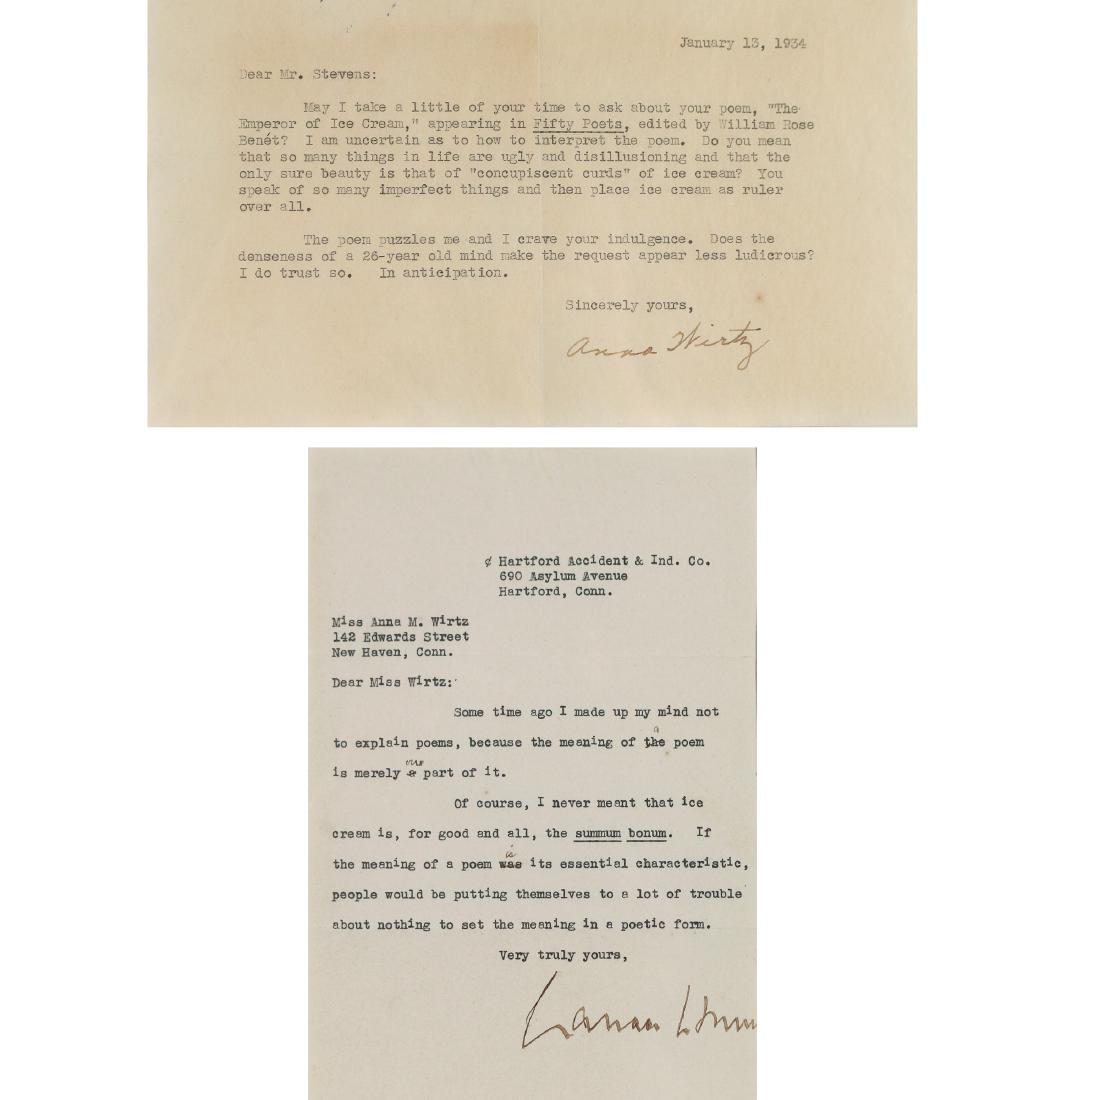 January 13, 1934
Dear Mr. Stevens:
May I take a little of your time to ask about your poem, "The
Emperor of Ice Cream," appearing in Fifty Poets, edited by William Rose
Benét? I am uncertain as to how to interpret the poem. Do you mean
that so many things in life are ugly and disillusioning and that the
only sure beauty is that of "concupiscent curds" of ice cream? You
speak of so many imperfect things and then place ice cream as ruler
over all.
The poem puzzles me and I crave your indulgence. Does the
denseness of a 26-year old mind make the request appear less ludicrous?
I do trust so. In anticipation.
Sincerely yours,
Anna Wirtz
¢ Hartford Accident & Ind. Co.
690 Asylum Avenue
Hartford, Conn.
Miss Anna M. Wirtz
142 Edwards Street
New Haven, Conn.
Dear Miss Wirtz:
Some time ago I made up my mind not
a
to explain poems, because the meaning of the poem
one
is merely a part of it.
Of course, I never meant that ice
cream is, for good and all, the summum bonum. If
is
the meaning of a poem was its essential characteristic,
people would be putting themselves to a lot of trouble
about nothing to set the meaning in a poetic form.
Very truly yours,